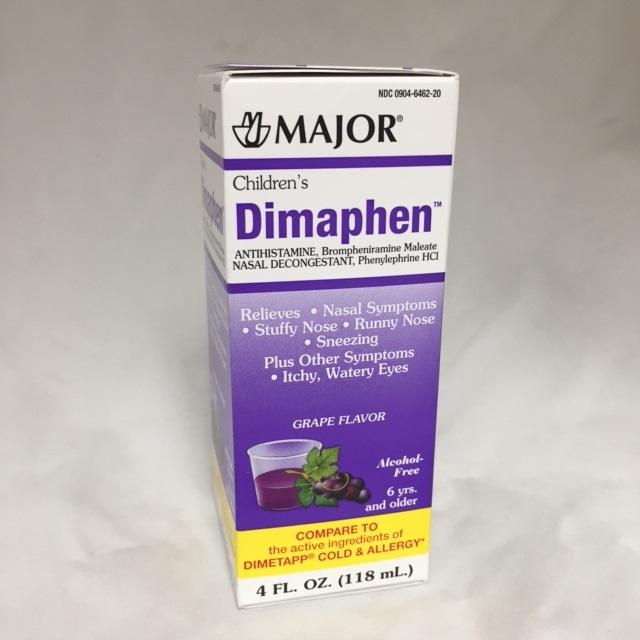 NDC 0904-6462-20
MAJOR®
Children's
Dimaphen™
ANTIHISTAMINE, Brompheniramine Maleate
NASAL DECONGESTANT, Phenylephrine HCl
Relieves • Nasal Symptoms
• Stuffy Nose • Runny Nose
• Sneezing
Plus Other Symptoms
• Itchy, Watery Eyes
GRAPE FLAVOR
Alcohol-
Free
6 yrs.
and older
COMPARE TO
the active ingredients of
DIMETAPP® COLD & ALLERGY*
4 FL. OZ. (118 mL.)